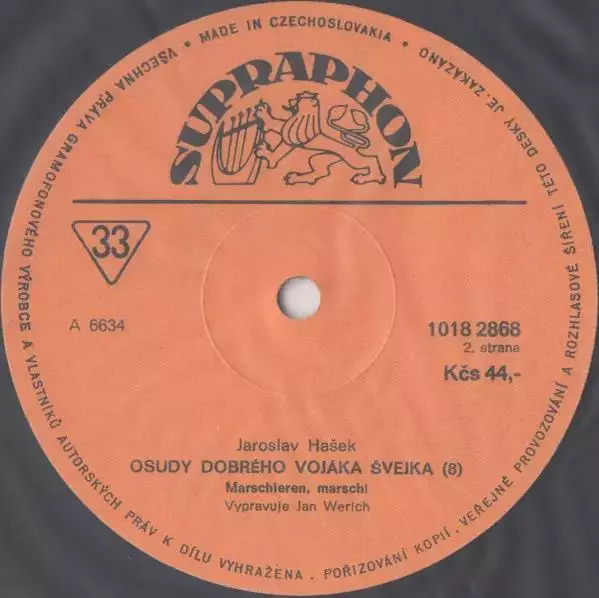 VŠECHNA PRÁVA GRAMOFONOVÉHO VÝROBCE A VLASTNÍKŮ AUTORSKÝCH PRÁV K DÍLU VYHRAŽENA. POŘIZOVÁNÍ KOPIÍ, VEŘEJNÉ PROVOZOVÁNÍ A ROZHLASOVÉ ŠÍŘENÍ TÉTO DESKY JE ZAKÁZÁNO • MADE IN CZECHOSLOVAKIA •
SUPRAPHON
33
A 6634
1018 2868
2. strana
Kčs 44,-
Jaroslav Hašek
OSUDY DOBRÉHO VOJÁKA ŠVEJKA (8)
Marschieren, marsch!
Vypravuje Jan Werich